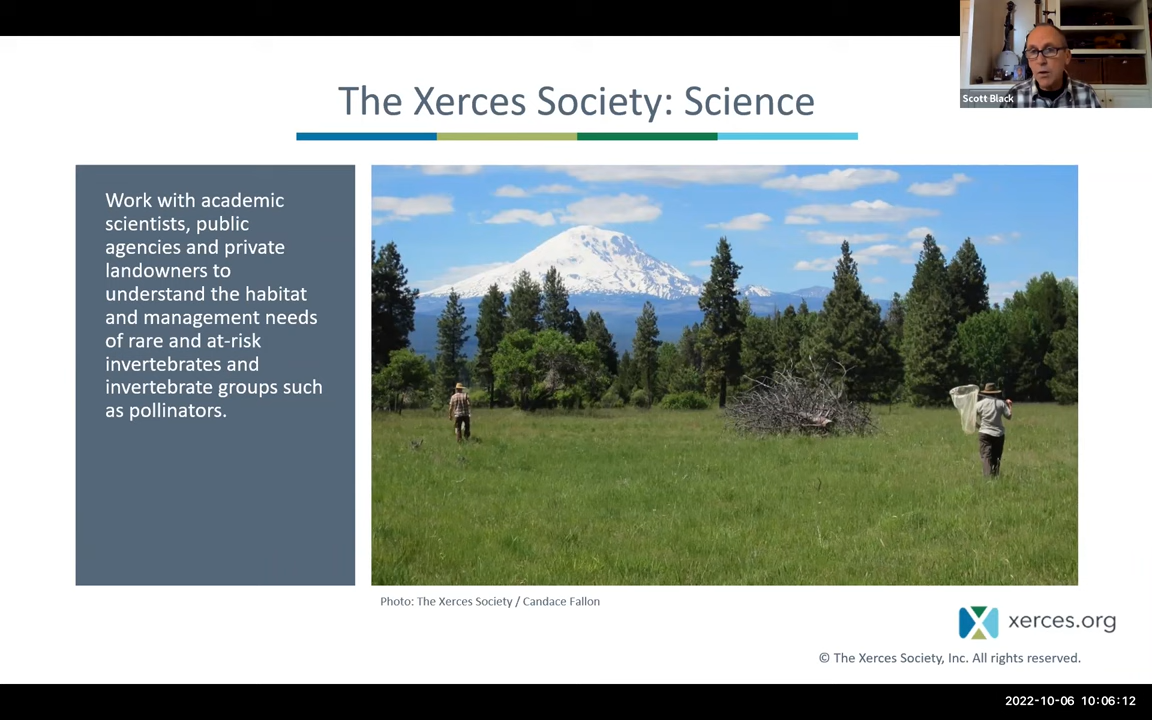 Scott Black
The Xerces Society: Science
Work with academic
scientists, public
agencies and private
landowners to
understand the habitat
and management needs
of rare and at-risk
invertebrates and
invertebrate groups such
as pollinators.
Photo: The Xerces Society / Candace Fallon
xerces.org
© The Xerces Society, Inc. All rights reserved.
2022-10-06 10:06:12